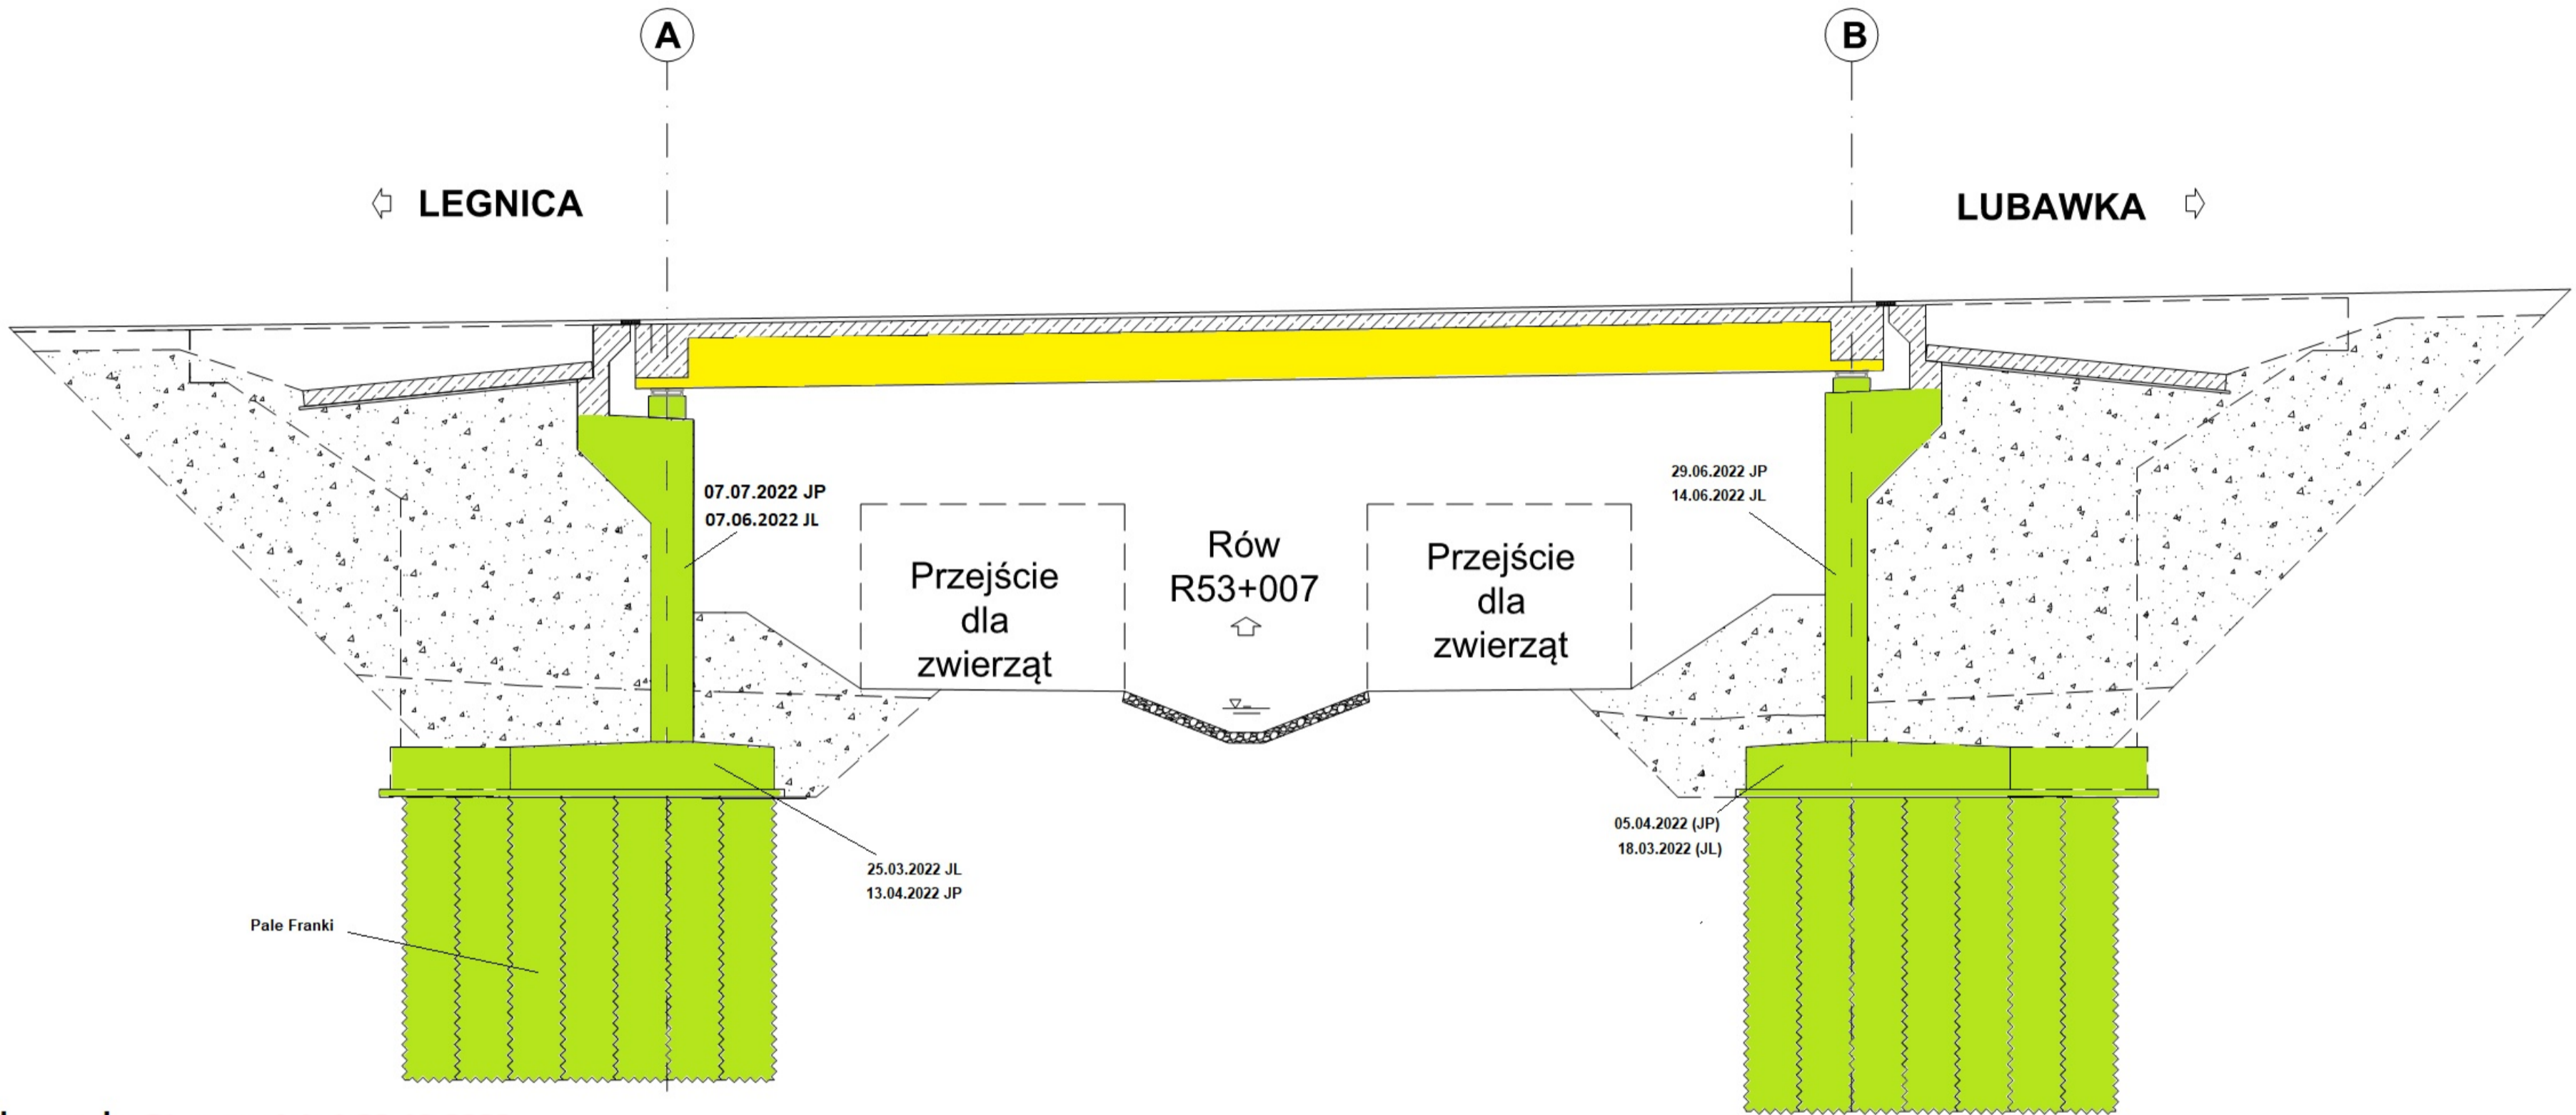 A
B
LEGNICA
LUBAWKA
07.07.2022 JP
07.06.2022 JL
29.06.2022 JP
14.06.2022 JL
Przejście
dla
zwierząt
Rów
R53+007
Przejście
dla
zwierząt
25.03.2022 JL
13.04.2022 JP
05.04.2022 (JP)
18.03.2022 (JL)
Pale Franki